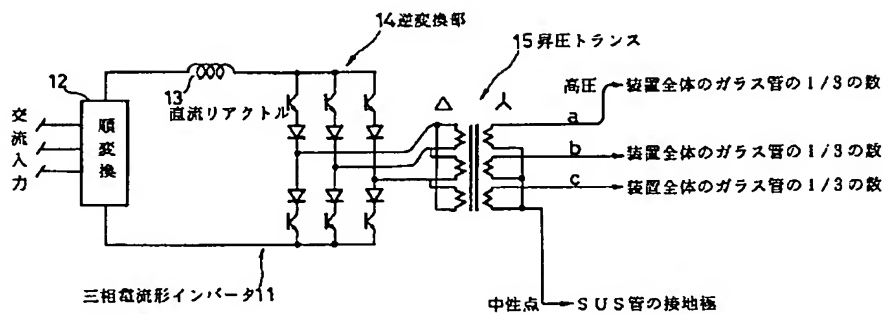 14逆変換部
15昇圧トランス
12
13
直流リアクトル
高圧
装置全体のガラス管の1/3の数
△
人
a
交流入力
順変換
b
装置全体のガラス管の1/3の数
c
装置全体のガラス管の1/3の数
三相電流形インバータ11
中性点
SUS管の接地極